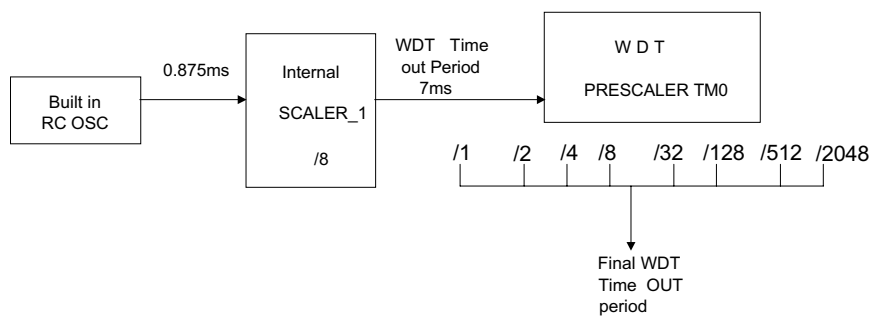 Built in
RC OSC
0.875ms
Internal
SCALER_1
/8
WDT Time
out Period
7ms
W D T
PRESCALER TM0
/1 /2 /4 /8 /32 /128 /512 /2048
Final WDT
Time OUT
period